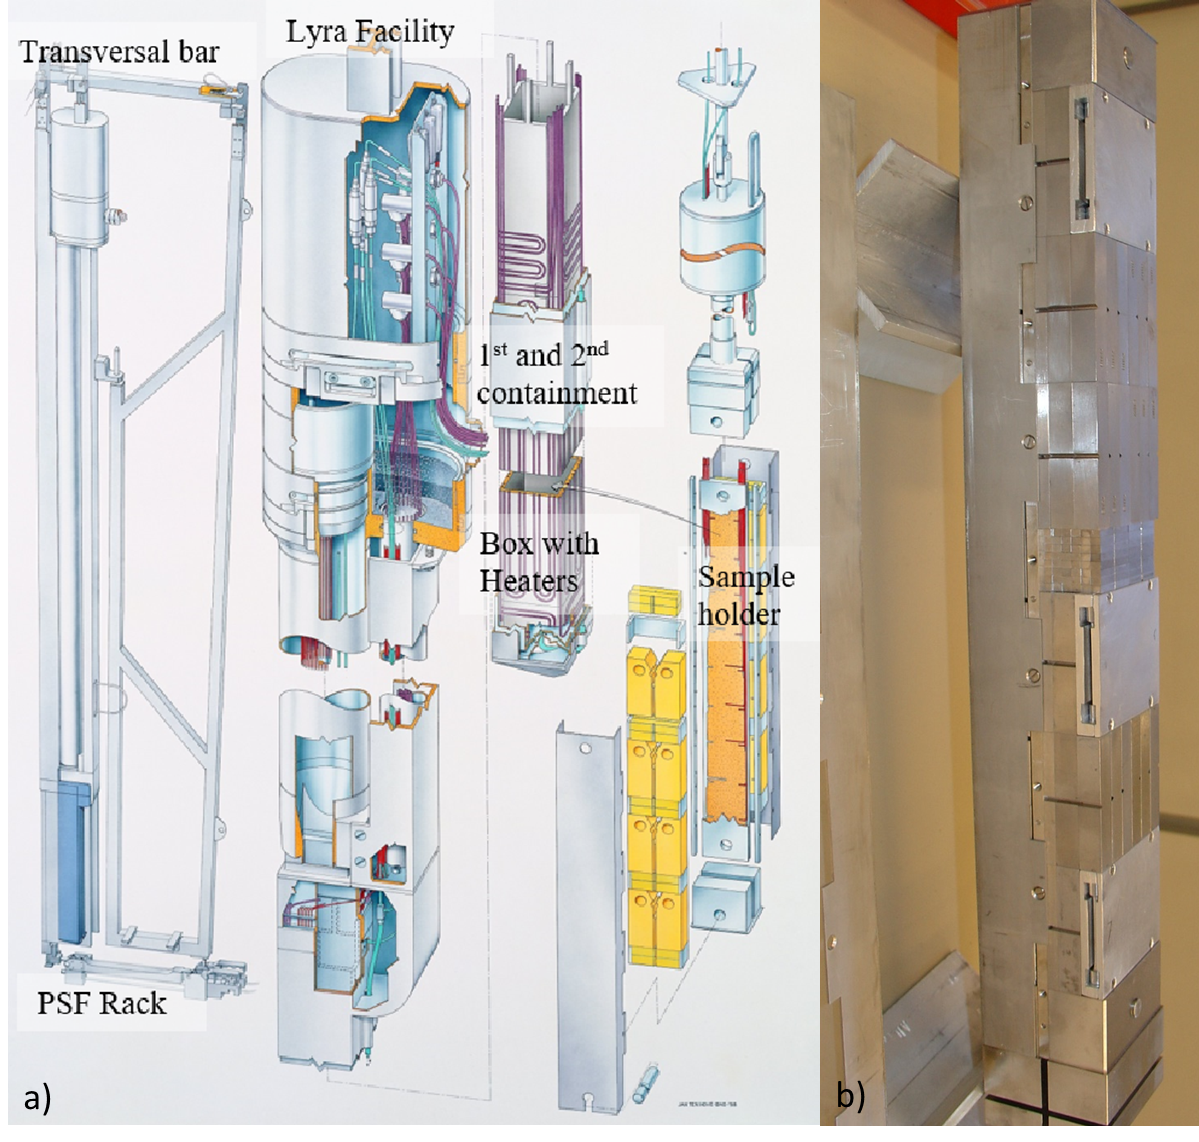 Transversal bar
Lyra Facility
1st and 2nd
containment
Box with
Heaters
Sample
holder
PSF Rack
a)
b)